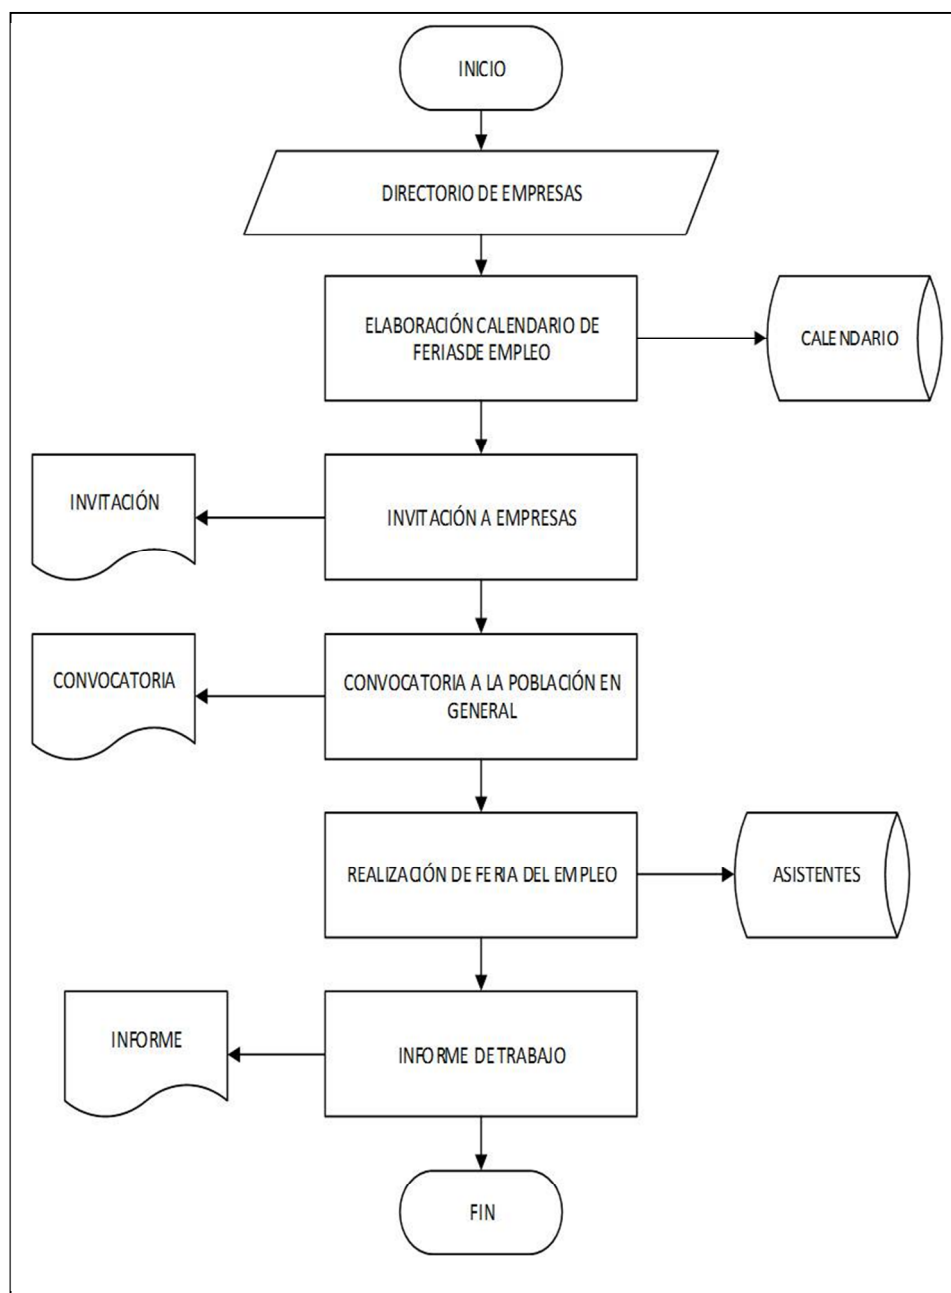 INICIO
DIRECTORIO DE EMPRESAS
ELABORACIÓN CALENDARIO DE
FERIASDE EMPLEO
CALENDARIO
INVITACIÓN
INVITACIÓN A EMPRESAS
CONVOCATORIA
CONVOCATORIA A LA POBLACIÓN EN
GENERAL
REALIZACIÓN DE FERIA DEL EMPLEO
ASISTENTES
INFORME
INFORME DE TRABAJO
FIN